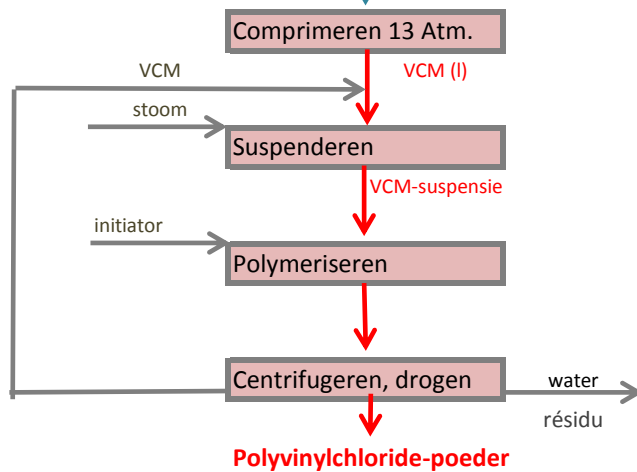 Comprimeren 13 Atm.
VCM
VCM (l)
stoom
Suspenderen
VCM-suspensie
initiator
Polymeriseren
Centrifugeren, drogen
water
résidu
Polyvinylchloride-poeder